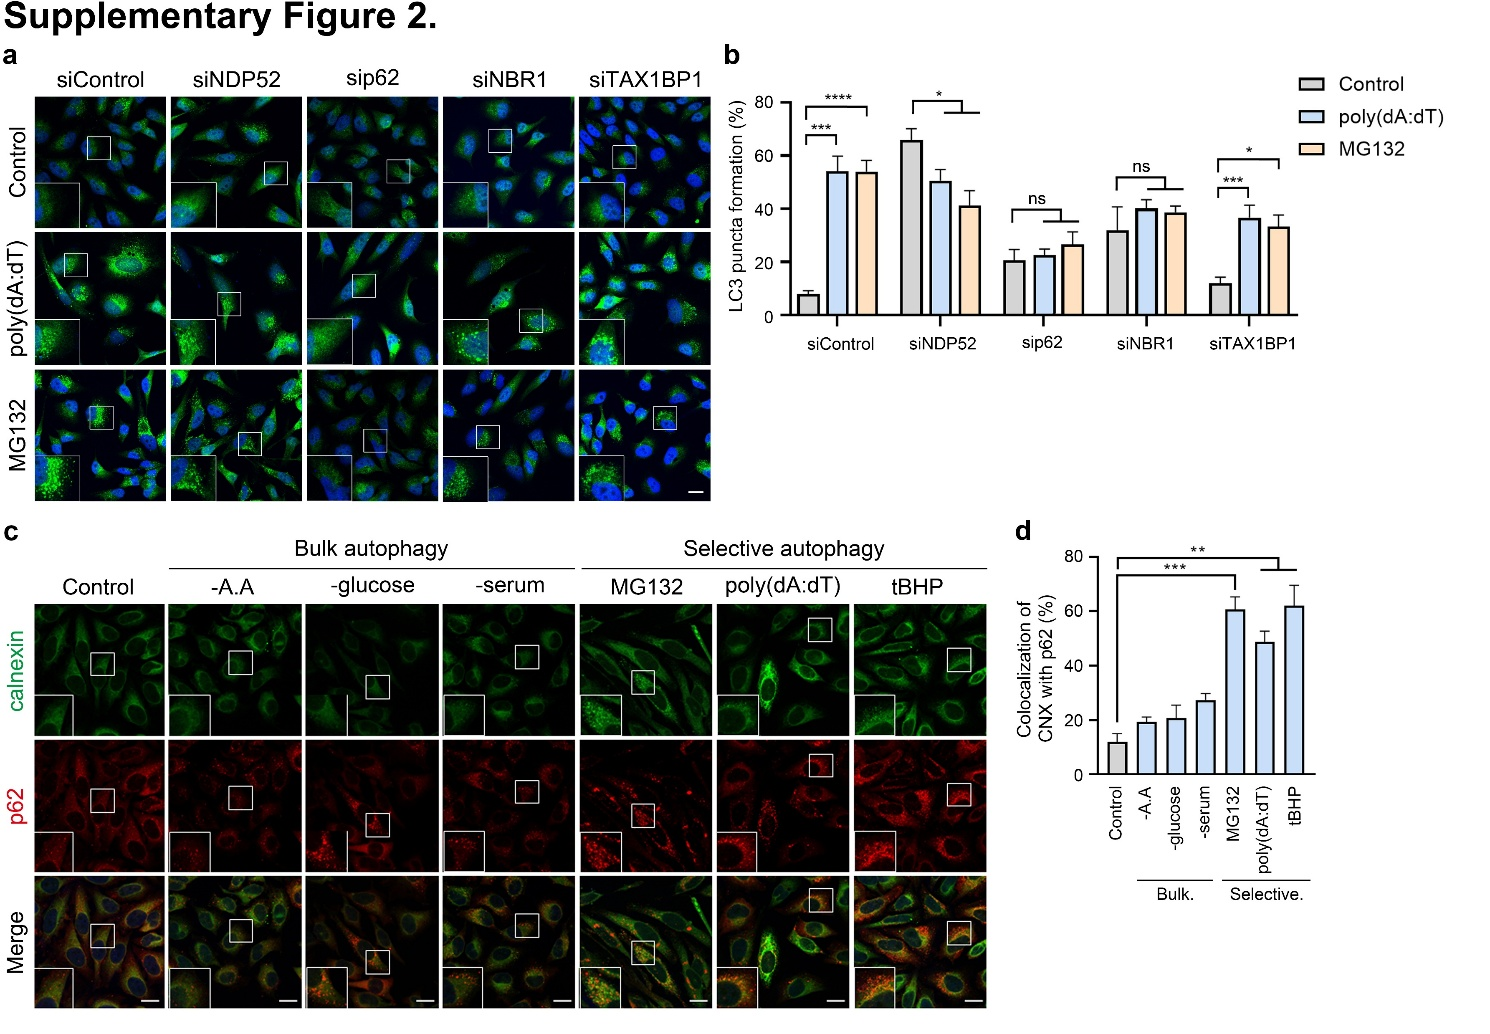 Supplementary Figure 2.
a
siControl siNDP52 sip62 siNBR1 siTAX1BP1
Control
poly(dA:dT)
MG132
b
LC3 puncta formation (%)
80
60
40
20
0
**** *** * ns ns * ***
siControl siNDP52 sip62 siNBR1 siTAX1BP1
Control
poly(dA:dT)
MG132
c
Bulk autophagy Selective autophagy
Control -A.A -glucose -serum MG132 poly(dA:dT) tBHP
calnexin
p62
Merge
d
Colocalization of
CNX with p62 (%)
80
60
40
20
0
**
***
Control -A.A -glucose -serum MG132 poly(dA:dT) tBHP
Bulk. Selective.